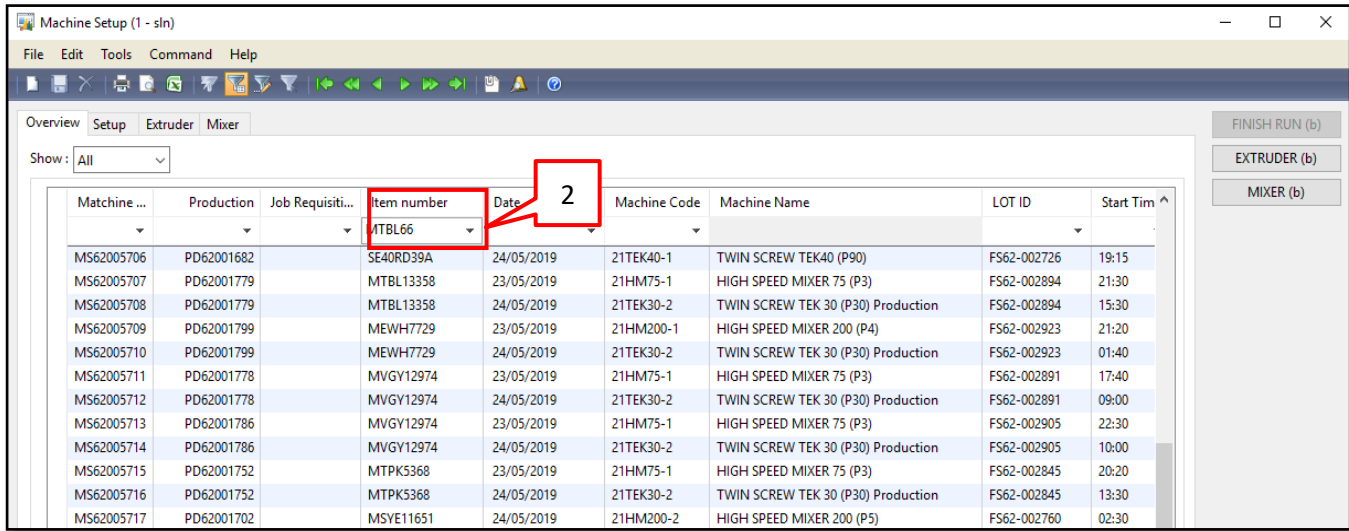 Machine Setup (1 - sln)
File Edit Tools Command Help
Overview Setup Extruder Mixer
FINISH RUN (b)
Show : All
EXTRUDER (b)
MIXER (b)
2
Matchine ... Production Job Requisiti... Item number Date Machine Code Machine Name LOT ID Start Tim
MTBL66
MS62005706 PD62001682 SE40RD39A 24/05/2019 21TEK40-1 TWIN SCREW TEK40 (P90) FS62-002726 19:15
MS62005707 PD62001779 MTBL13358 23/05/2019 21HM75-1 HIGH SPEED MIXER 75 (P3) FS62-002894 21:30
MS62005708 PD62001779 MTBL13358 24/05/2019 21TEK30-2 TWIN SCREW TEK 30 (P30) Production FS62-002894 15:30
MS62005709 PD62001799 MEWH7729 23/05/2019 21HM200-1 HIGH SPEED MIXER 200 (P4) FS62-002923 21:20
MS62005710 PD62001799 MEWH7729 24/05/2019 21TEK30-2 TWIN SCREW TEK 30 (P30) Production FS62-002923 01:40
MS62005711 PD62001778 MVGY12974 23/05/2019 21HM75-1 HIGH SPEED MIXER 75 (P3) FS62-002891 17:40
MS62005712 PD62001778 MVGY12974 24/05/2019 21TEK30-2 TWIN SCREW TEK 30 (P30) Production FS62-002891 09:00
MS62005713 PD62001786 MVGY12974 23/05/2019 21HM75-1 HIGH SPEED MIXER 75 (P3) FS62-002905 22:30
MS62005714 PD62001786 MVGY12974 24/05/2019 21TEK30-2 TWIN SCREW TEK 30 (P30) Production FS62-002905 10:00
MS62005715 PD62001752 MTPK5368 23/05/2019 21HM75-1 HIGH SPEED MIXER 75 (P3) FS62-002845 20:20
MS62005716 PD62001752 MTPK5368 24/05/2019 21TEK30-2 TWIN SCREW TEK 30 (P30) Production FS62-002845 13:30
MS62005717 PD62001702 MSYE11651 24/05/2019 21HM200-2 HIGH SPEED MIXER 200 (P5) FS62-002760 02:30